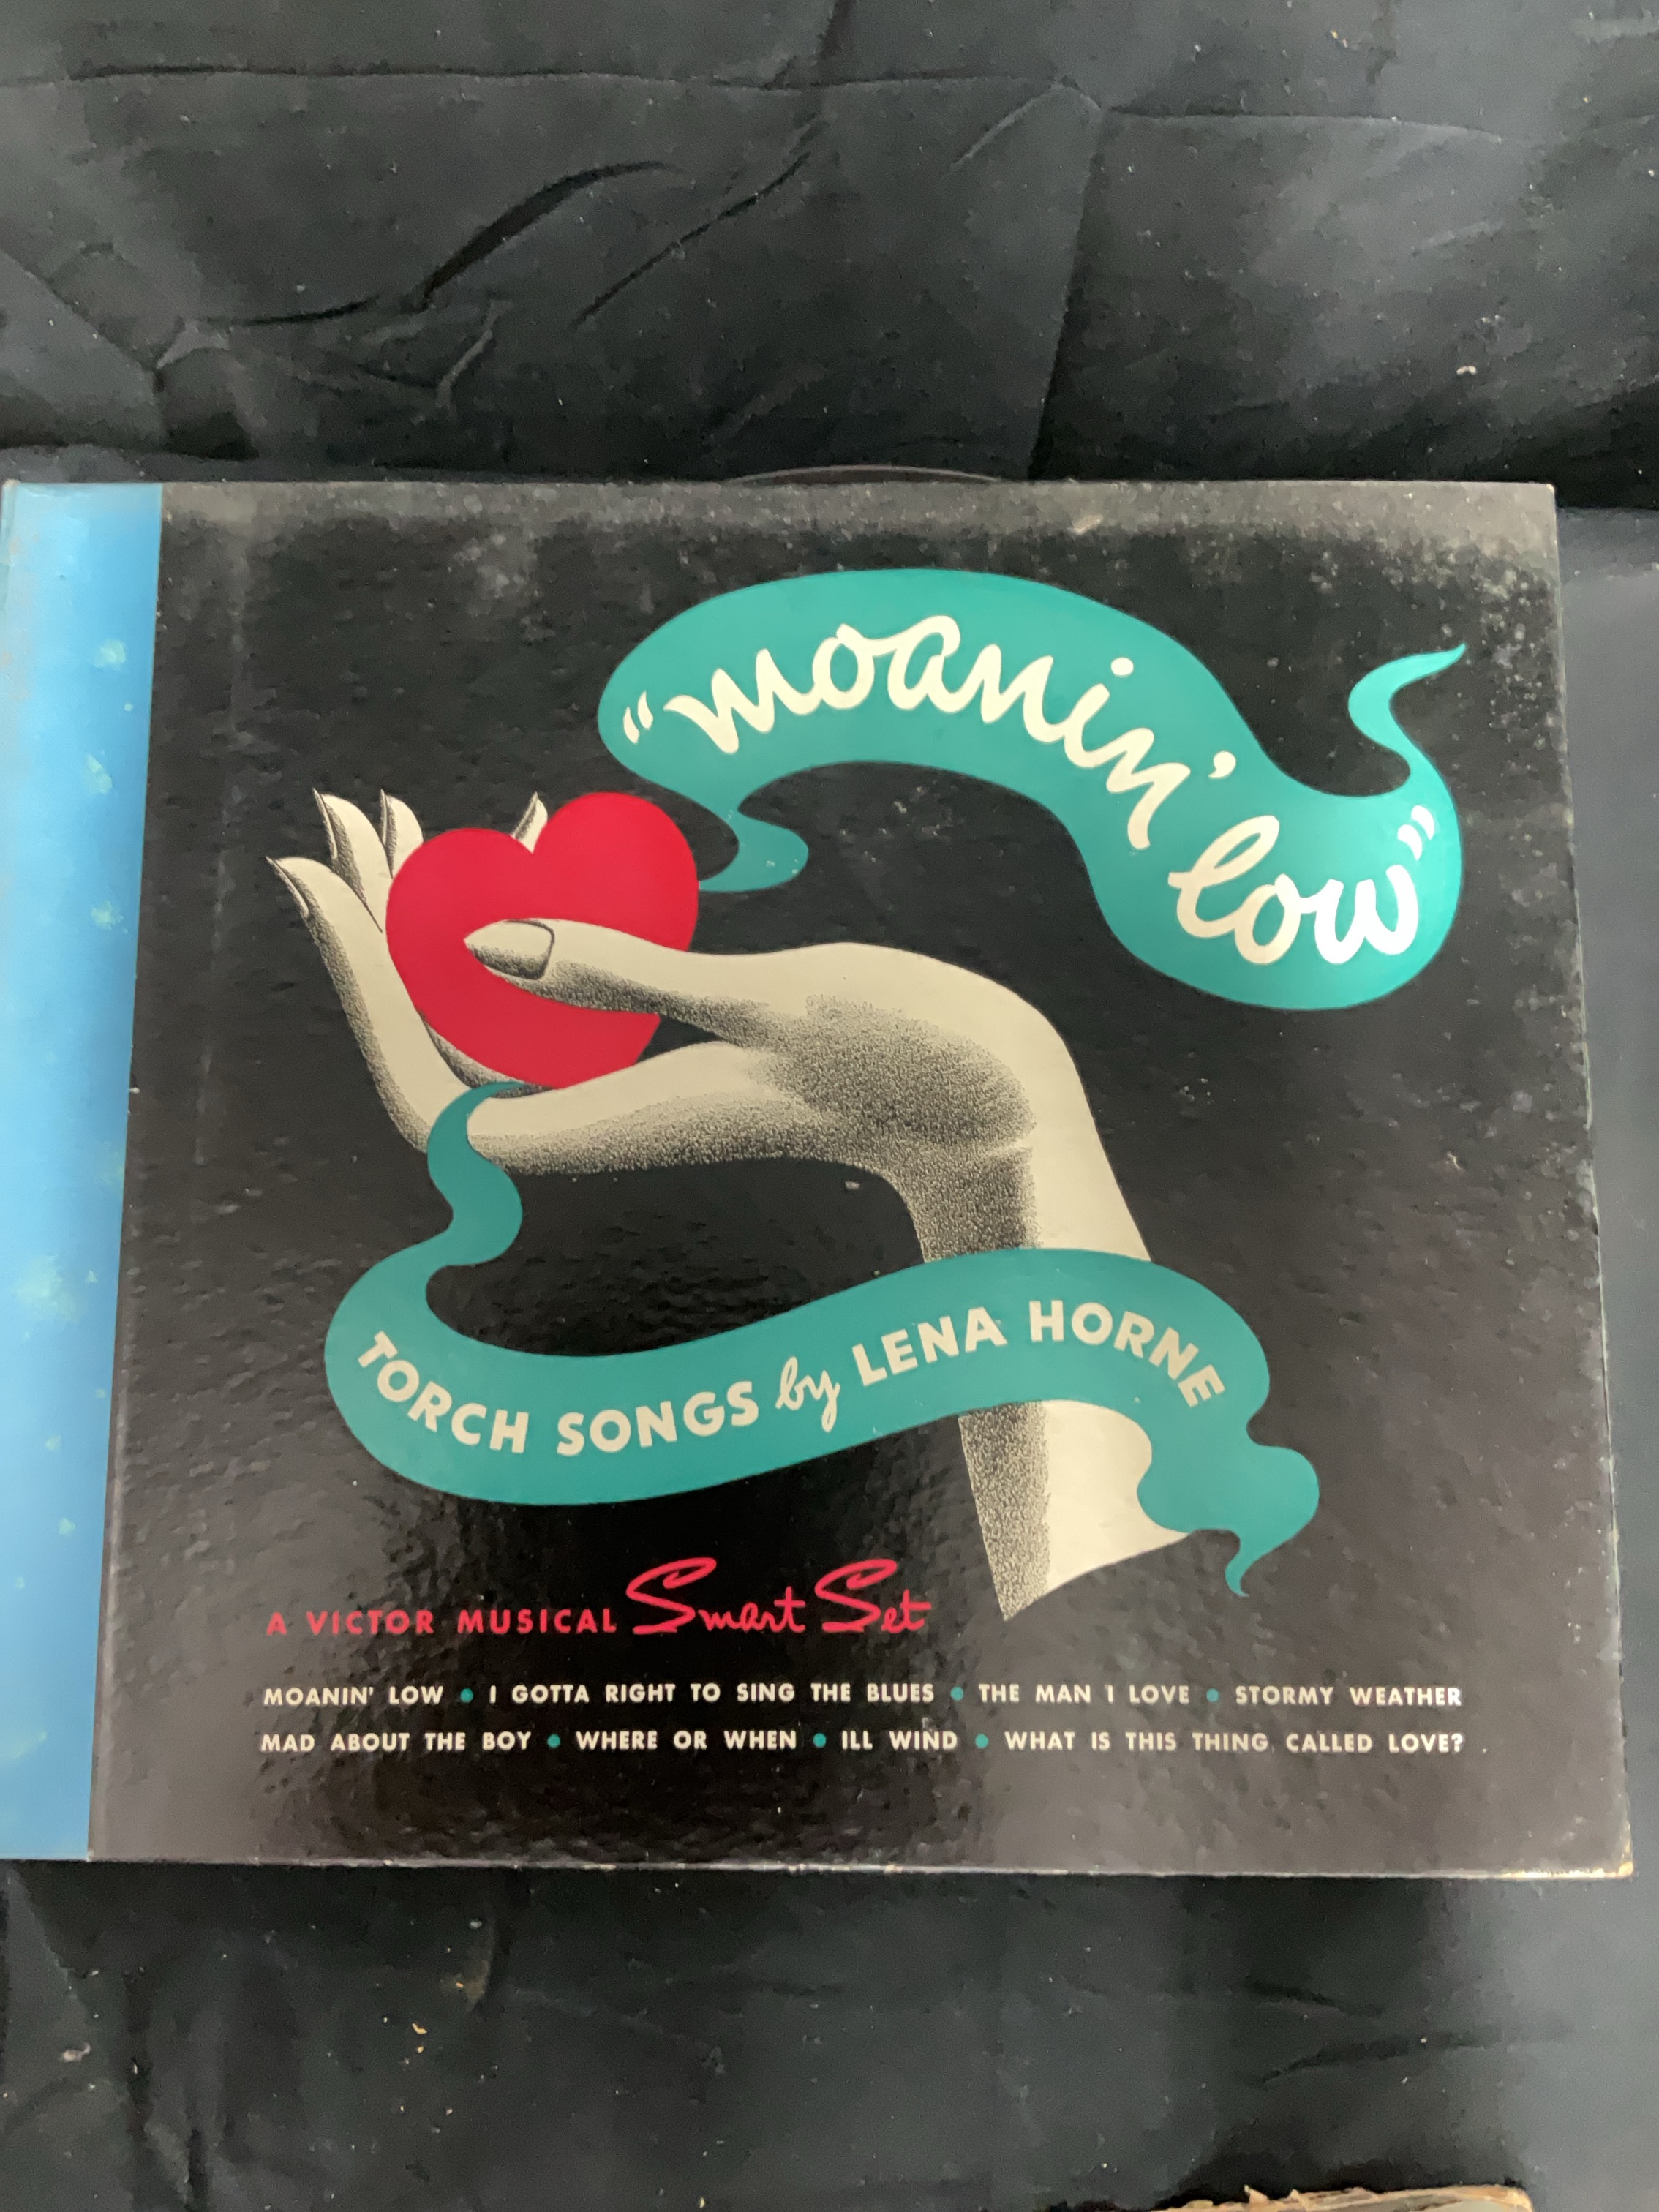 "moanin' low"
TORCH SONGS by LENA HORNE
A VICTOR MUSICAL Smart Set
MOANIN' LOW • I GOTTA RIGHT TO SING THE BLUES • THE MAN I LOVE • STORMY WEATHER
MAD ABOUT THE BOY • WHERE OR WHEN • ILL WIND • WHAT IS THIS THING CALLED LOVE?